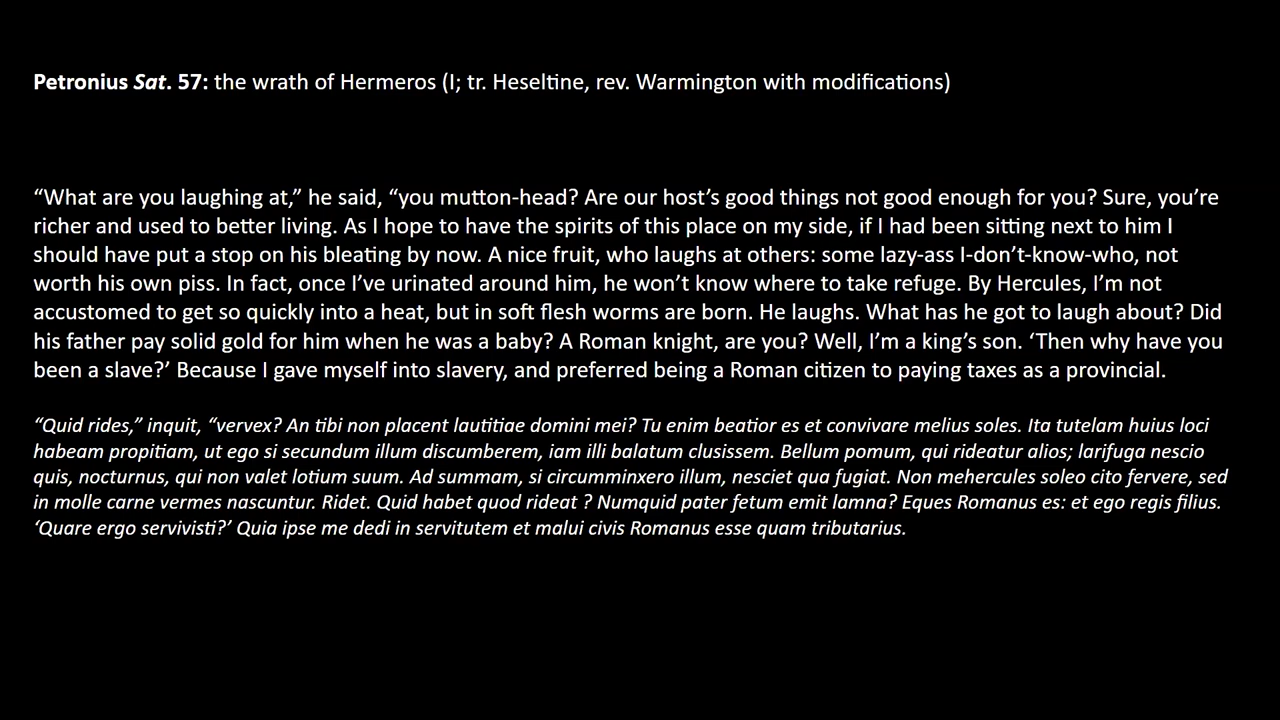 Petronius Sat. 57: the wrath of Hermeros (I; tr. Heseltine, rev. Warmington with modifications)
“What are you laughing at,” he said, “you mutton-head? Are our host’s good things not good enough for you? Sure, you’re
richer and used to better living. As I hope to have the spirits of this place on my side, if I had been sitting next to him I
should have put a stop on his bleating by now. A nice fruit, who laughs at others: some lazy-ass I-don’t-know-who, not
worth his own piss. In fact, once I’ve urinated around him, he won’t know where to take refuge. By Hercules, I’m not
accustomed to get so quickly into a heat, but in soft flesh worms are born. He laughs. What has he got to laugh about? Did
his father pay solid gold for him when he was a baby? A Roman knight, are you? Well, I’m a king’s son. ‘Then why have you
been a slave?’ Because I gave myself into slavery, and preferred being a Roman citizen to paying taxes as a provincial.
“Quid rides,” inquit, “vervex? An tibi non placent lautitiae domini mei? Tu enim beatior es et convivare melius soles. Ita tutelam huius loci
habeam propitiam, ut ego si secundum illum discumberem, iam illi balatum clusissem. Bellum pomum, qui rideatur alios; larifuga nescio
quis, nocturnus, qui non valet lotium suum. Ad summam, si circumminxero illum, nesciet qua fugiat. Non mehercules soleo cito fervere, sed
in molle carne vermes nascuntur. Ridet. Quid habet quod rideat ? Numquid pater fetum emit lamna? Eques Romanus es: et ego regis filius.
‘Quare ergo servivisti?’ Quia ipse me dedi in servitutem et malui civis Romanus esse quam tributarius.